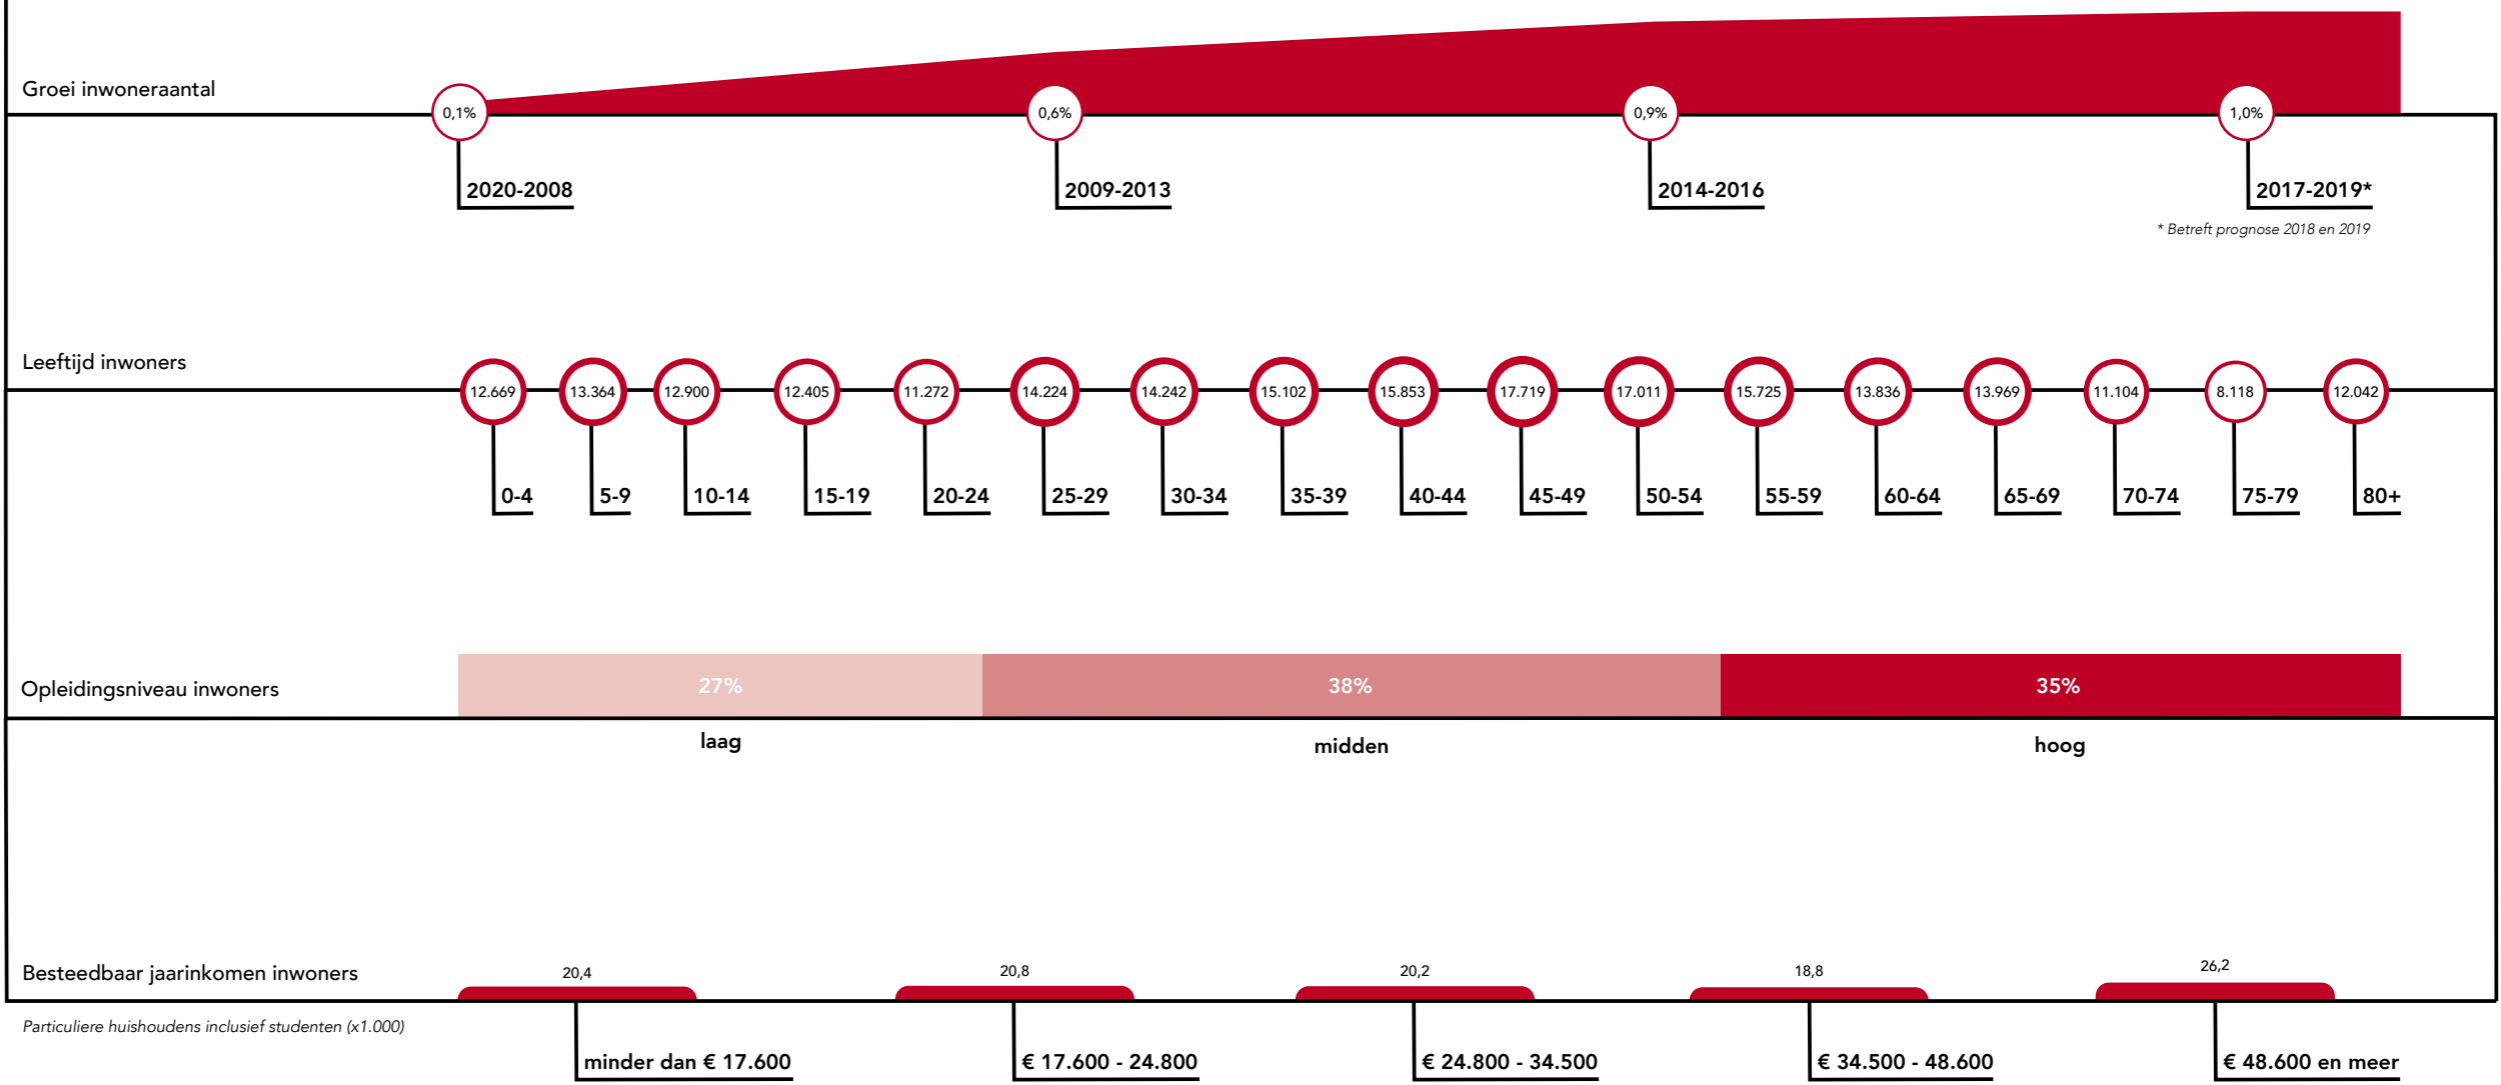 Groei inwoneraantal
0,1% 0,6% 0,9% 1,0%
2020-2008 2009-2013 2014-2016 2017-2019*
* Betreft prognose 2018 en 2019
Leeftijd inwoners
12.669 13.364 12.900 12.405 11.272 14.224 14.242 15.102 15.853 17.719 17.011 15.725 13.836 13.969 11.104 8.118 12.042
0-4 5-9 10-14 15-19 20-24 25-29 30-34 35-39 40-44 45-49 50-54 55-59 60-64 65-69 70-74 75-79 80+
Opleidingsniveau inwoners
27% 38% 35%
laag midden hoog
Besteedbaar jaarinkomen inwoners
20,4 20,8 20,2 18,8 26,2
Particuliere huishoudens inclusief studenten (x1.000)
minder dan € 17.600 € 17.600 - 24.800 € 24.800 - 34.500 € 34.500 - 48.600 € 48.600 en meer